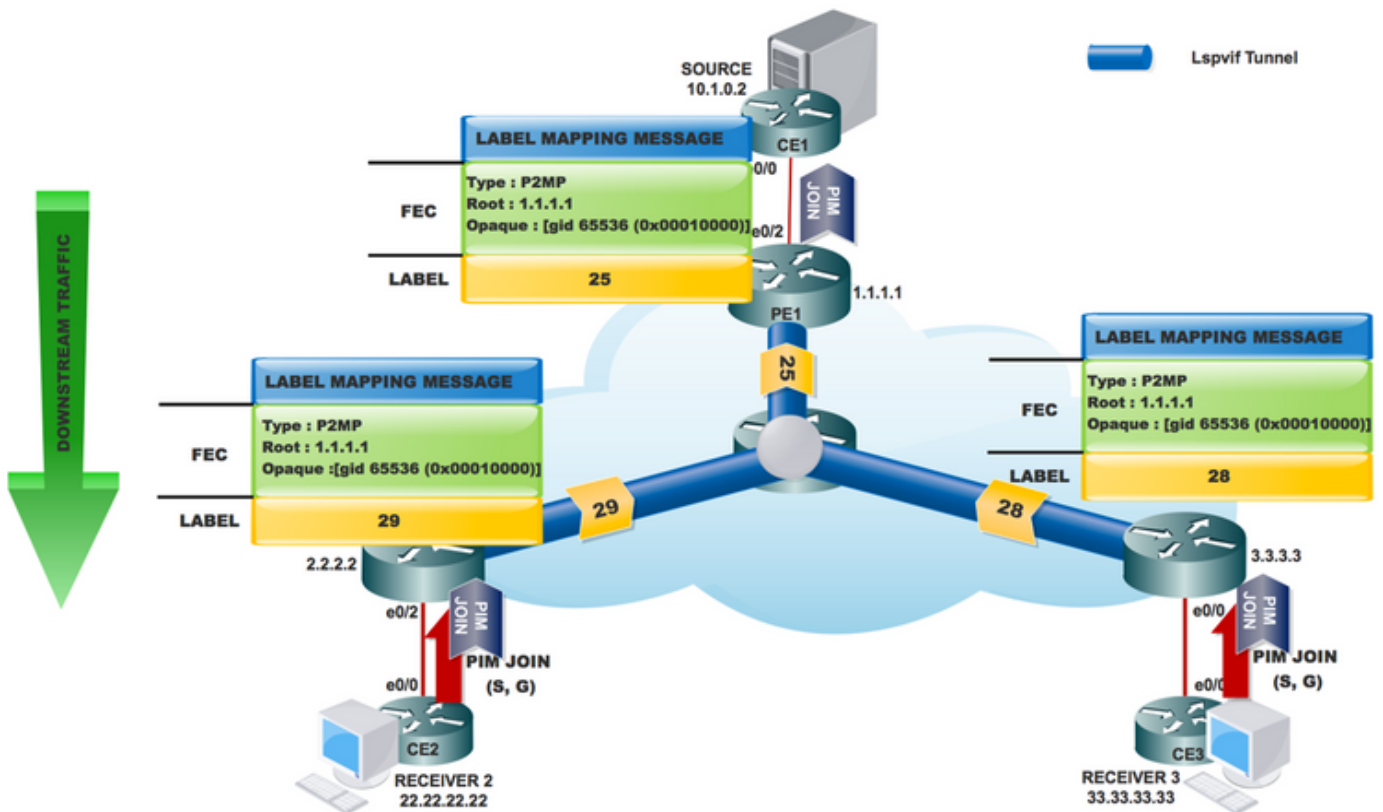 Lspvif Tunnel
SOURCE
10.1.0.2
CE1
0/0
PIM JOIN
e0/2
PE1
1.1.1.1
LABEL MAPPING MESSAGE
FEC
Type : P2MP
Root : 1.1.1.1
Opaque : [gid 65536 (0x00010000)]
LABEL
25
25
DOWNSTREAM TRAFFIC
LABEL MAPPING MESSAGE
FEC
Type : P2MP
Root : 1.1.1.1
Opaque :[gid 65536 (0x00010000)]
LABEL
29
29
LABEL MAPPING MESSAGE
FEC
Type : P2MP
Root : 1.1.1.1
Opaque : [gid 65536 (0x00010000)]
LABEL
28
28
2.2.2.2
e0/2
PIM JOIN
PIM JOIN
(S, G)
e0/0
CE2
RECEIVER 2
22.22.22.22
3.3.3.3
e0/0
PIM JOIN
PIM JOIN
(S, G)
e0/0
CE3
RECEIVER 3
33.33.33.33